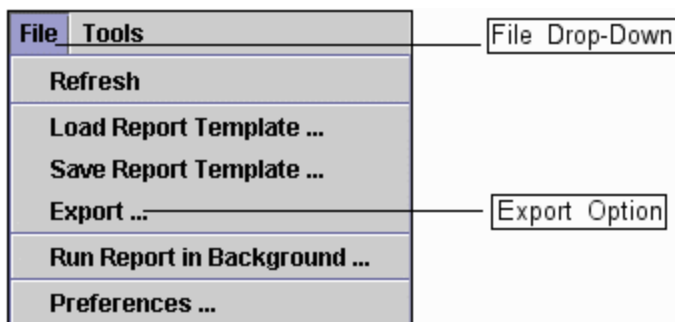 File Tools File Drop-Down
Refresh
Load Report Template ...
Save Report Template ...
Export ... Export Option
Run Report in Background ...
Preferences ...